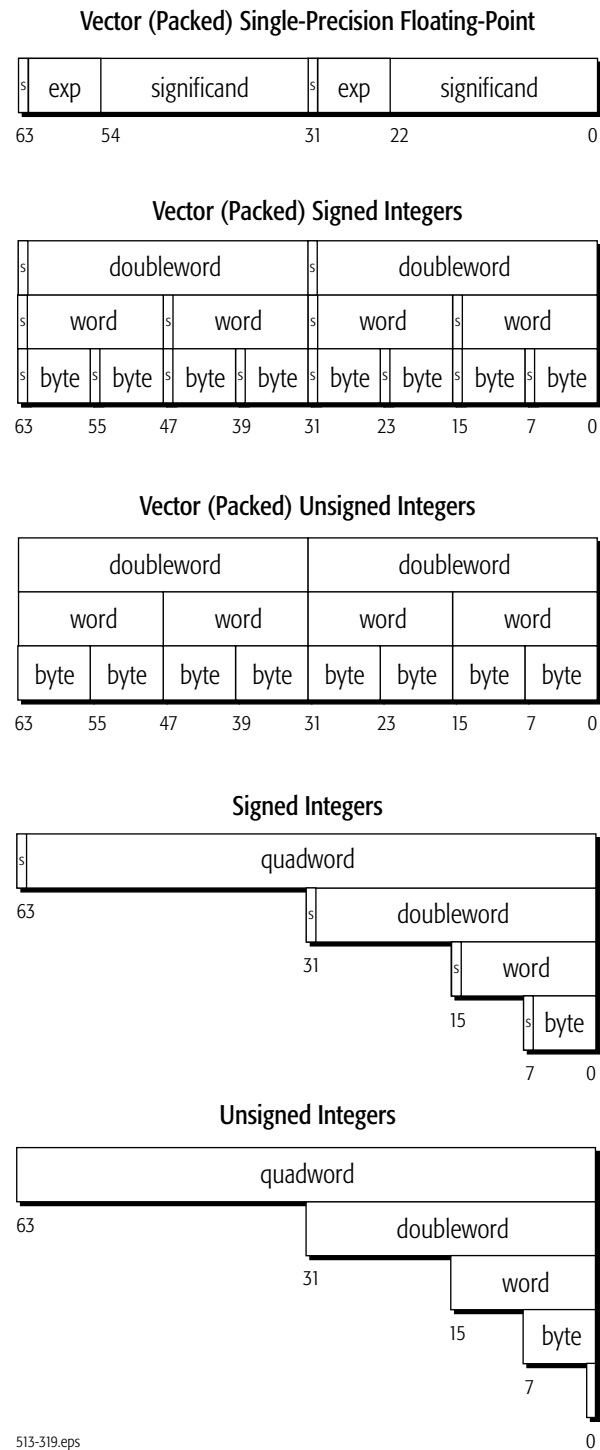 Vector (Packed) Single-Precision Floating-Point
s exp significand s exp significand
63 54 31 22 0
Vector (Packed) Signed Integers
s doubleword s doubleword
s word s word s word s word
s byte s byte s byte s byte s byte s byte s byte s byte
63 55 47 39 31 23 15 7 0
Vector (Packed) Unsigned Integers
doubleword doubleword
word word word word
byte byte byte byte byte byte byte byte
63 55 47 39 31 23 15 7 0
Signed Integers
s quadword
63
s doubleword
31
s word
15
s byte
7 0
Unsigned Integers
quadword
63
doubleword
31
word
15
byte
7
513-319.eps 0